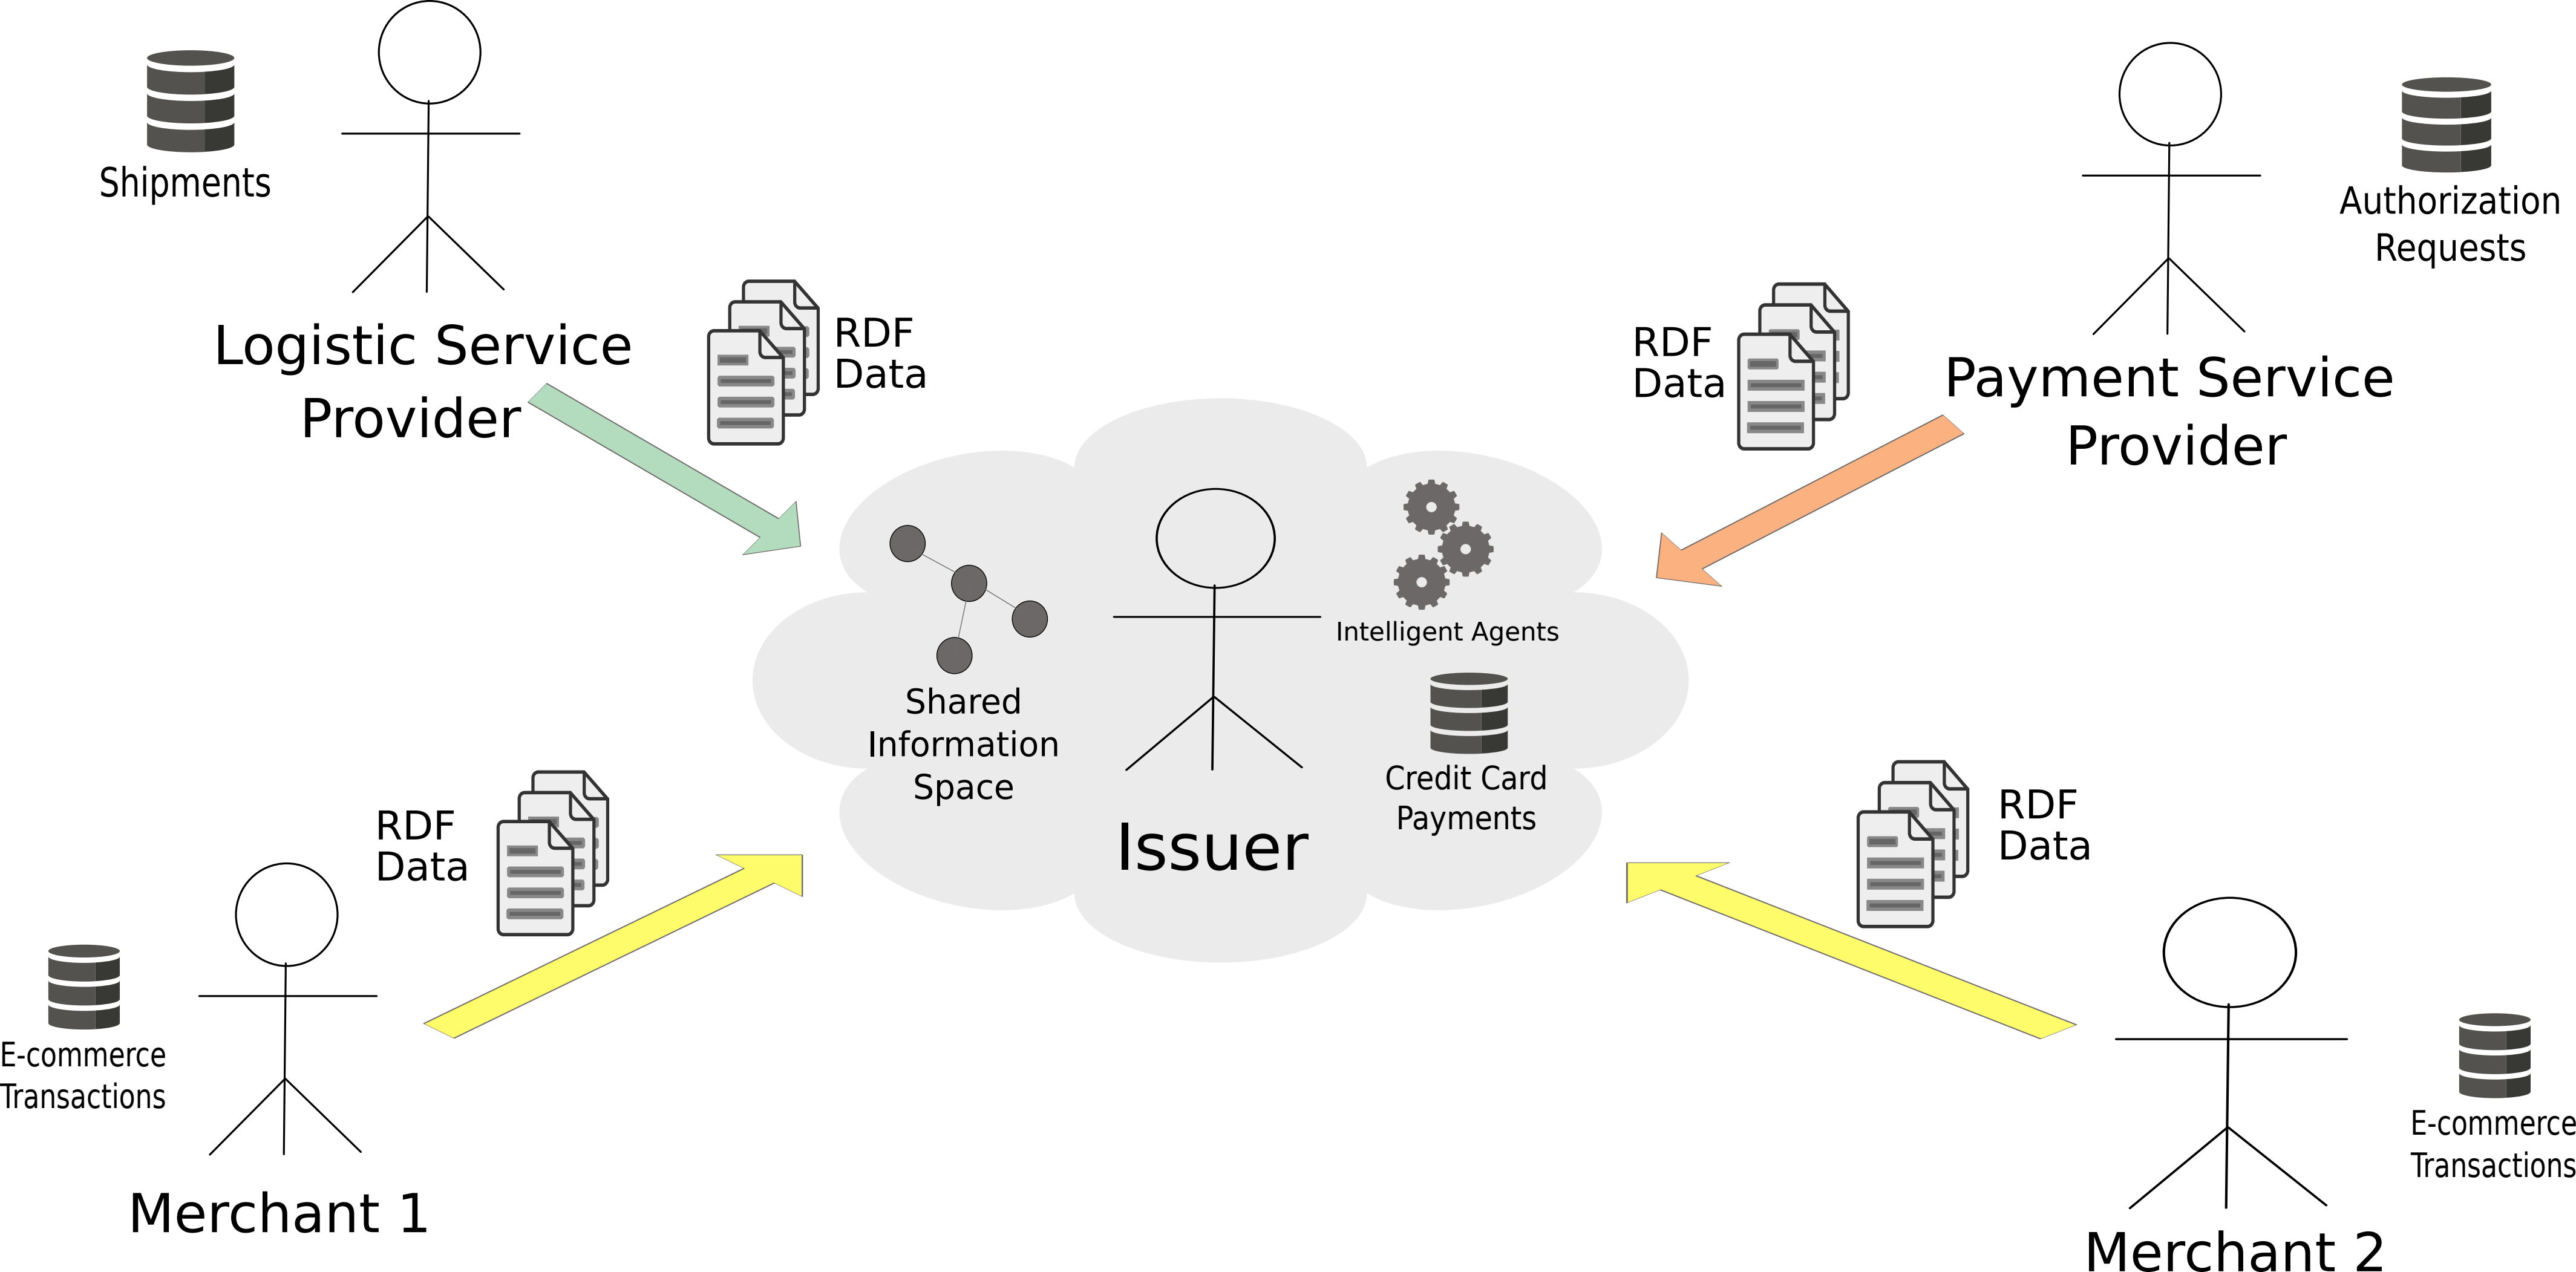 Shipments
Logistic Service
Provider
RDF
Data
RDF
Data
Authorization
Requests
Payment Service
Provider
Shared
Information
Space
Issuer
Intelligent Agents
Credit Card
Payments
E-commerce
Transactions
RDF
Data
Merchant 1
RDF
Data
E-commerce
Transactions
Merchant 2